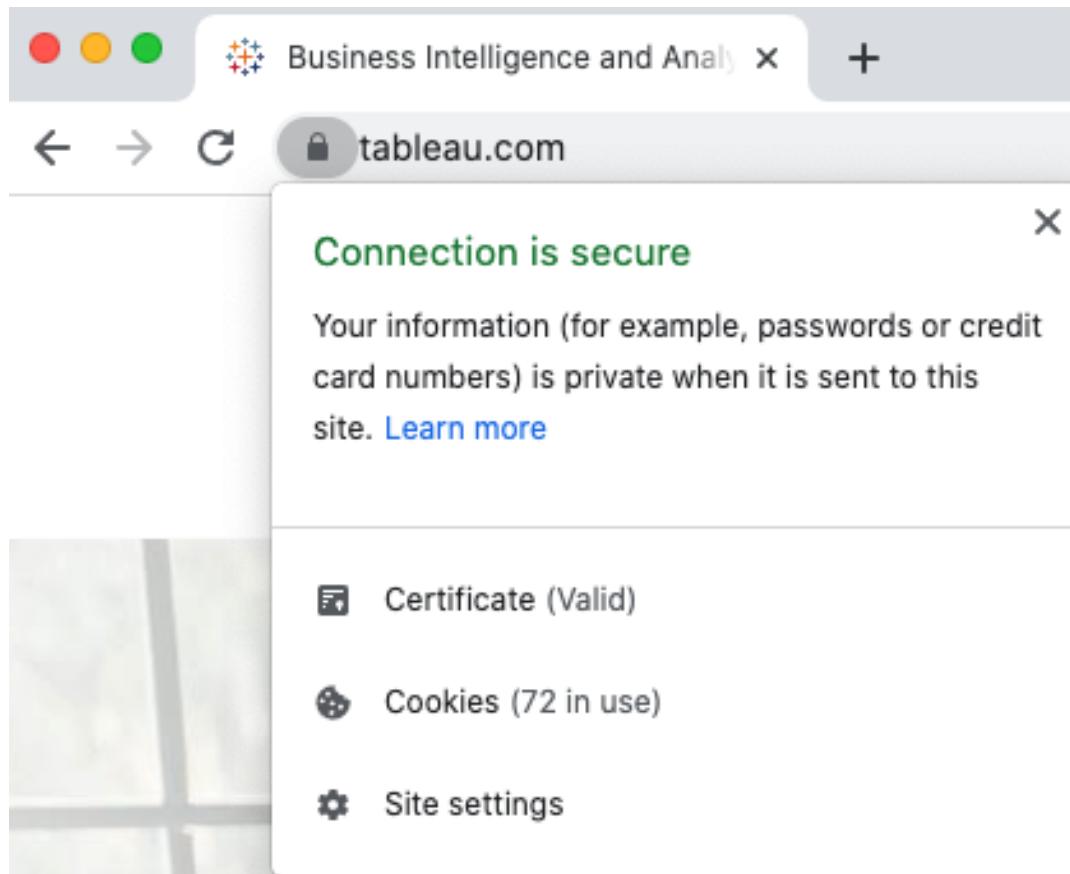 Business Intelligence and Analy
tableau.com
Connection is secure
Your information (for example, passwords or credit
card numbers) is private when it is sent to this
site. Learn more
Certificate (Valid)
Cookies (72 in use)
Site settings